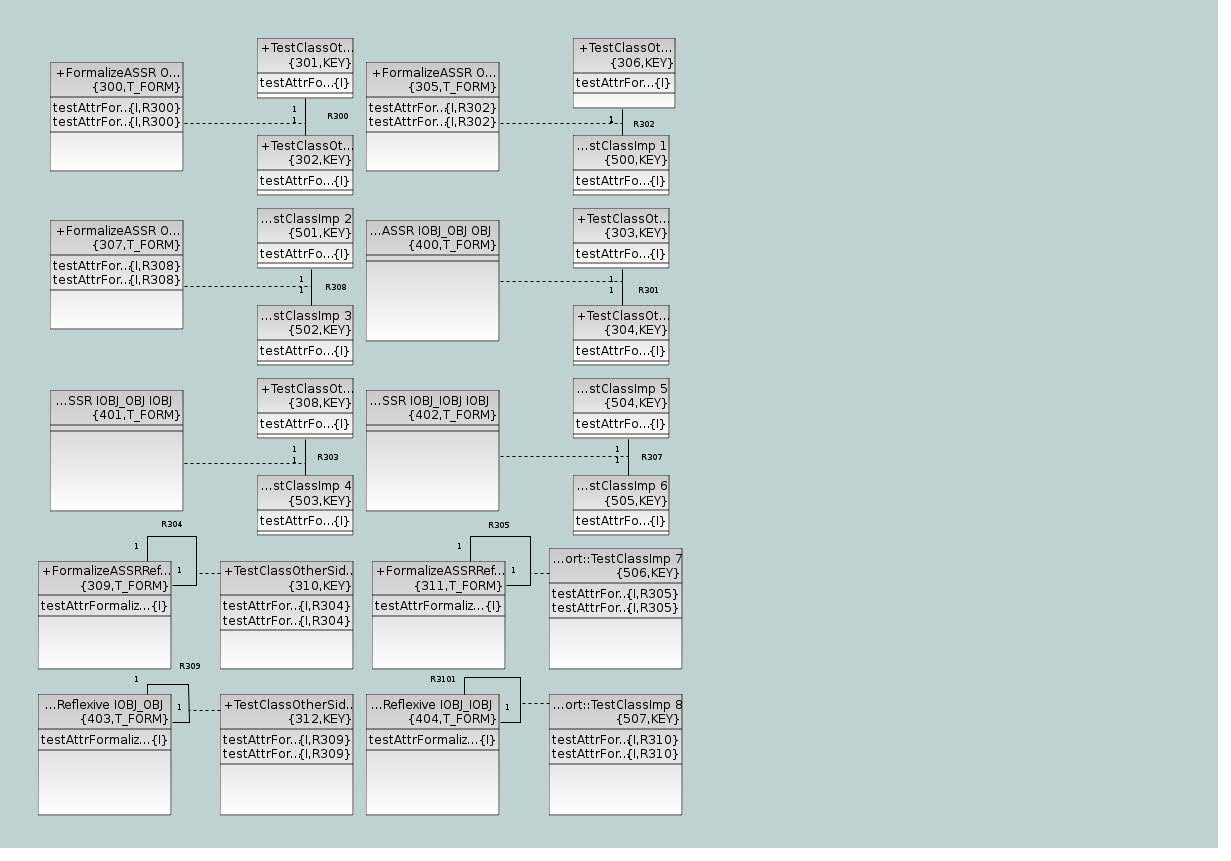 +FormalizeASSR O...
{300,T_FORM}
testAttrFor...{I,R300}
testAttrFor...{I,R300}
+TestClassOt...
{301,KEY}
testAttrFo...{I}
1
1
R300
+TestClassOt...
{302,KEY}
testAttrFo...{I}
+FormalizeASSR O...
{305,T_FORM}
testAttrFor...{I,R302}
testAttrFor...{I,R302}
+TestClassOt...
{306,KEY}
testAttrFor...{I}
1
R302
...stClassImp 1
{500,KEY}
testAttrFo...{I}
+FormalizeASSR O...
{307,T_FORM}
testAttrFor...{I,R308}
testAttrFor...{I,R308}
...stClassImp 2
{501,KEY}
testAttrFo...{I}
1
1
R308
...stClassImp 3
{502,KEY}
testAttrFo...{I}
...ASSR IOBJ_OBJ OBJ
{400,T_FORM}
+TestClassOt...
{303,KEY}
testAttrFo...{I}
1
1
R301
+TestClassOt...
{304,KEY}
testAttrFo...{I}
...SSR IOBJ_OBJ IOBJ
{401,T_FORM}
+TestClassOt...
{308,KEY}
testAttrFo...{I}
1
1
R303
...stClassImp 4
{503,KEY}
testAttrFo...{I}
...SSR IOBJ_IOBJ IOBJ
{402,T_FORM}
...stClassImp 5
{504,KEY}
testAttrFo...{I}
1
1
R307
...stClassImp 6
{505,KEY}
testAttrFo...{I}
R304
1
1
+FormalizeASSRRef...
{309,T_FORM}
testAttrFormaliz...{I}
+TestClassOtherSid...
{310,KEY}
testAttrFor...{I,R304}
testAttrFor...{I,R304}
R305
1
1
+FormalizeASSRRef...
{311,T_FORM}
testAttrFormaliz...{I}
...ort::TestClassImp 7
{506,KEY}
testAttrFor...{I,R305}
testAttrFor...{I,R305}
R309
1
1
...Reflexive IOBJ_OBJ
{403,T_FORM}
testAttrFormaliz...{I}
+TestClassOtherSid...
{312,KEY}
testAttrFor...{I,R309}
testAttrFor...{I,R309}
R3101
1
...Reflexive IOBJ_IOBJ
{404,T_FORM}
testAttrFormaliz...{I}
...ort::TestClassImp 8
{507,KEY}
testAttrFor...{I,R310}
testAttrFor...{I,R310}